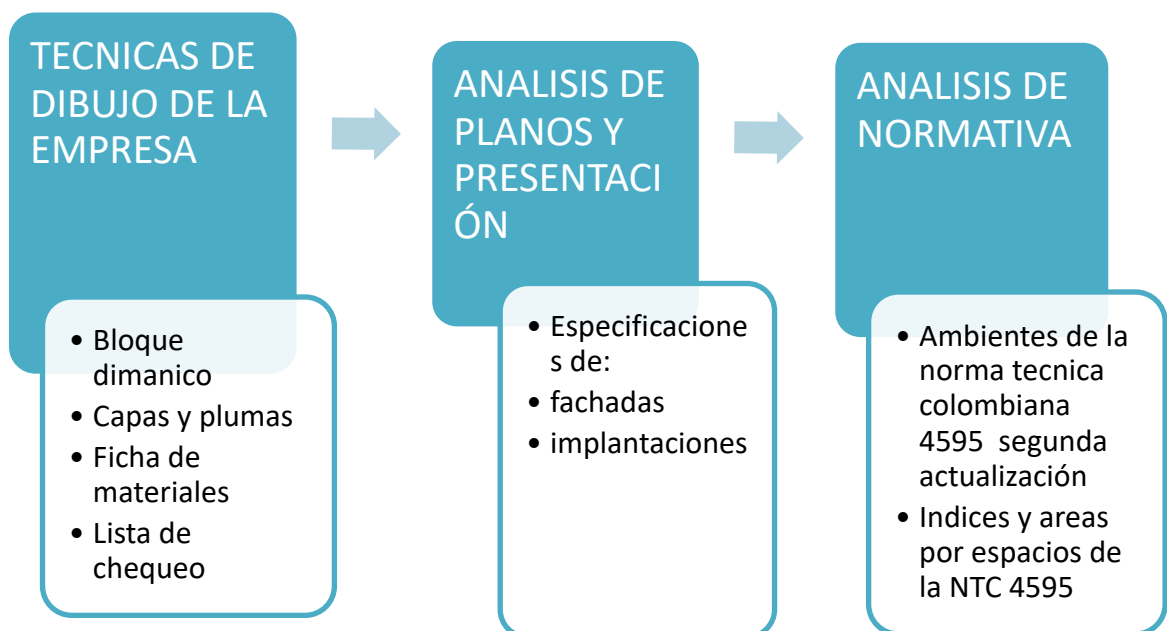 TECNICAS DE
DIBUJO DE LA
EMPRESA
• Bloque
dimanico
• Capas y plumas
• Ficha de
materiales
• Lista de
chequeo
ANALISIS DE
PLANOS Y
PRESENTACI
ÓN
• Especificacione
s de:
• fachadas
• implantaciones
ANALISIS DE
NORMATIVA
• Ambientes de la
norma tecnica
colombiana
4595 segunda
actualización
• Indices y areas
por espacios de
la NTC 4595